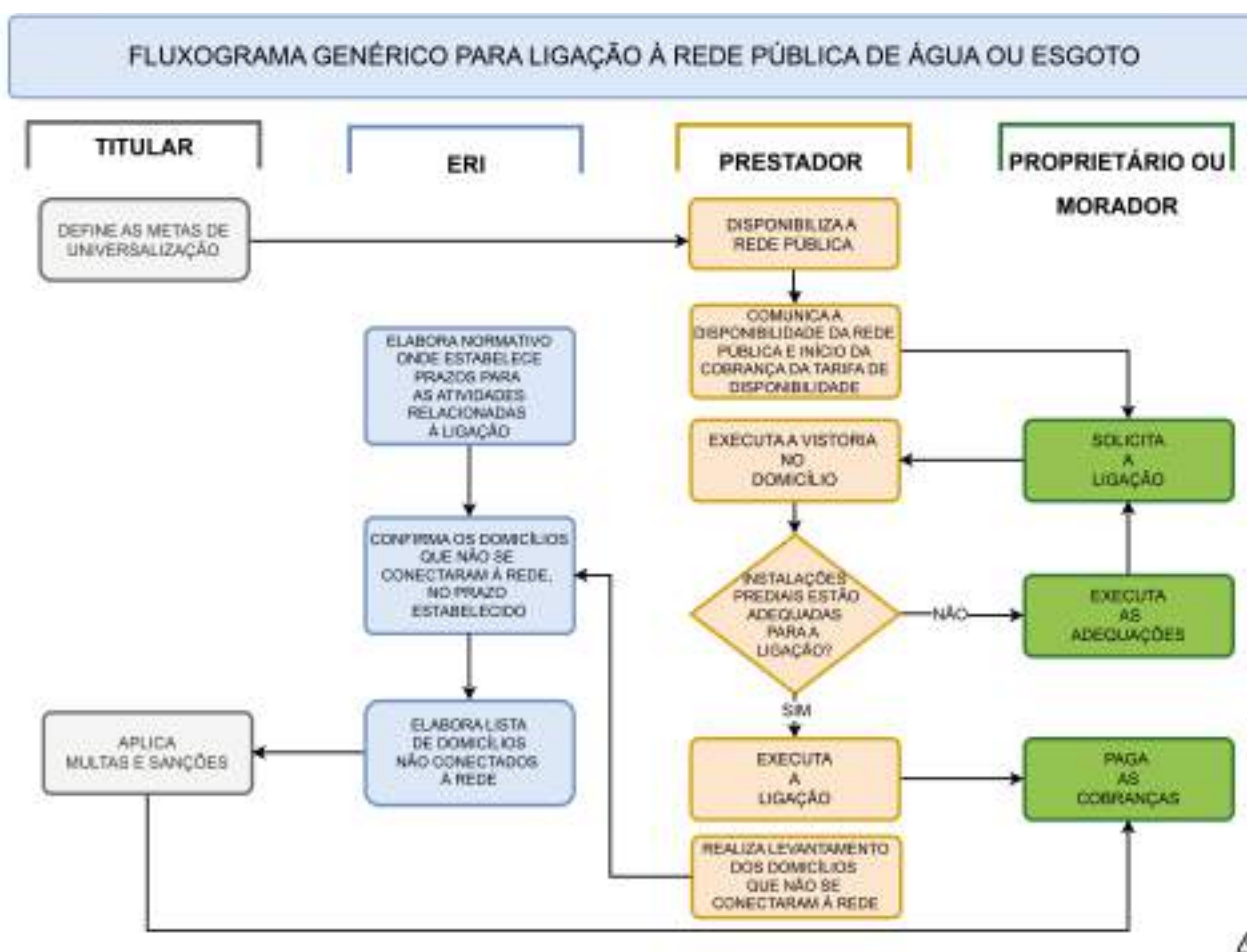 FLUXOGRAMA GENÉRICO PARA LIGAÇÃO À REDE PÚBLICA DE ÁGUA OU ESGOTO
TITULAR
ERI
PRESTADOR
PROPRIETÁRIO OU
MORADOR
DEFINE AS METAS DE
UNIVERSALIZAÇÃO
DISPONIBILIZA A
REDE PÚBLICA
COMUNICA A
DISPONIBILIDADE DA REDE
PÚBLICA E INÍCIO DA
COBRANÇA DA TARIFA DE
DISPONIBILIDADE
ELABORA NORMATIVO
ONDE ESTABELECE
PRAZOS PARA
AS ATIVIDADES
RELACIONADAS
À LIGAÇÃO
EXECUTA A VISTORIA
NO
DOMICÍLIO
SOLICITA
A
LIGAÇÃO
CONFIRMA OS DOMICÍLIOS
QUE NÃO SE
CONECTARAM À REDE,
NO PRAZO
ESTABELECIDO
INSTALAÇÕES
PREDIAIS ESTÃO
ADEQUADAS
PARA A
LIGAÇÃO?
NÃO
EXECUTA
AS
ADEQUAÇÕES
SIM
APLICA
MULTAS E SANÇÕES
ELABORA LISTA
DE DOMICÍLIOS
NÃO CONECTADOS
À REDE
EXECUTA
A
LIGAÇÃO
PAGA
AS
COBRANÇAS
REALIZA LEVANTAMENTO
DOS DOMICÍLIOS
QUE NÃO SE
CONECTARAM À REDE